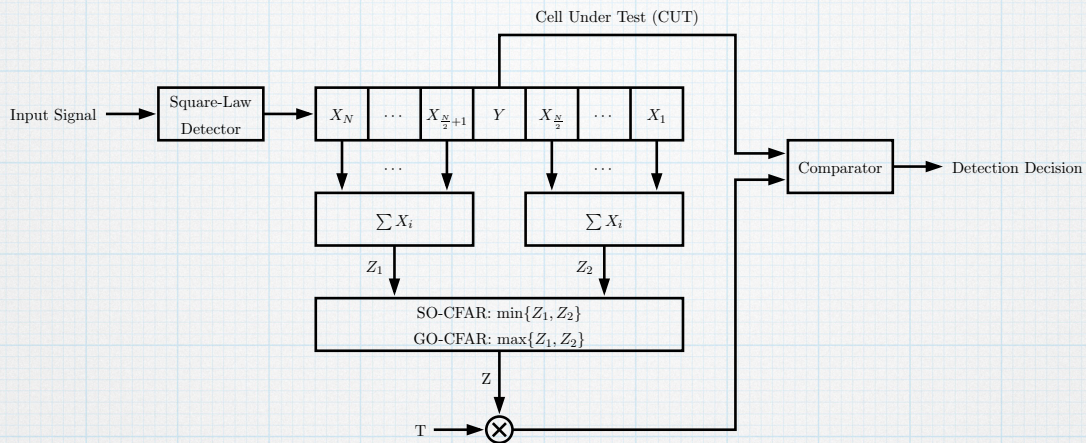 Cell Under Test (CUT)
Input Signal
Square-Law
Detector
X_N ··· X_{N/2+1} Y X_{N/2} ··· X_1
··· ···
Comparator
Detection Decision
∑ X_i ∑ X_i
Z_1 Z_2
SO-CFAR: min{Z_1, Z_2}
GO-CFAR: max{Z_1, Z_2}
Z
T